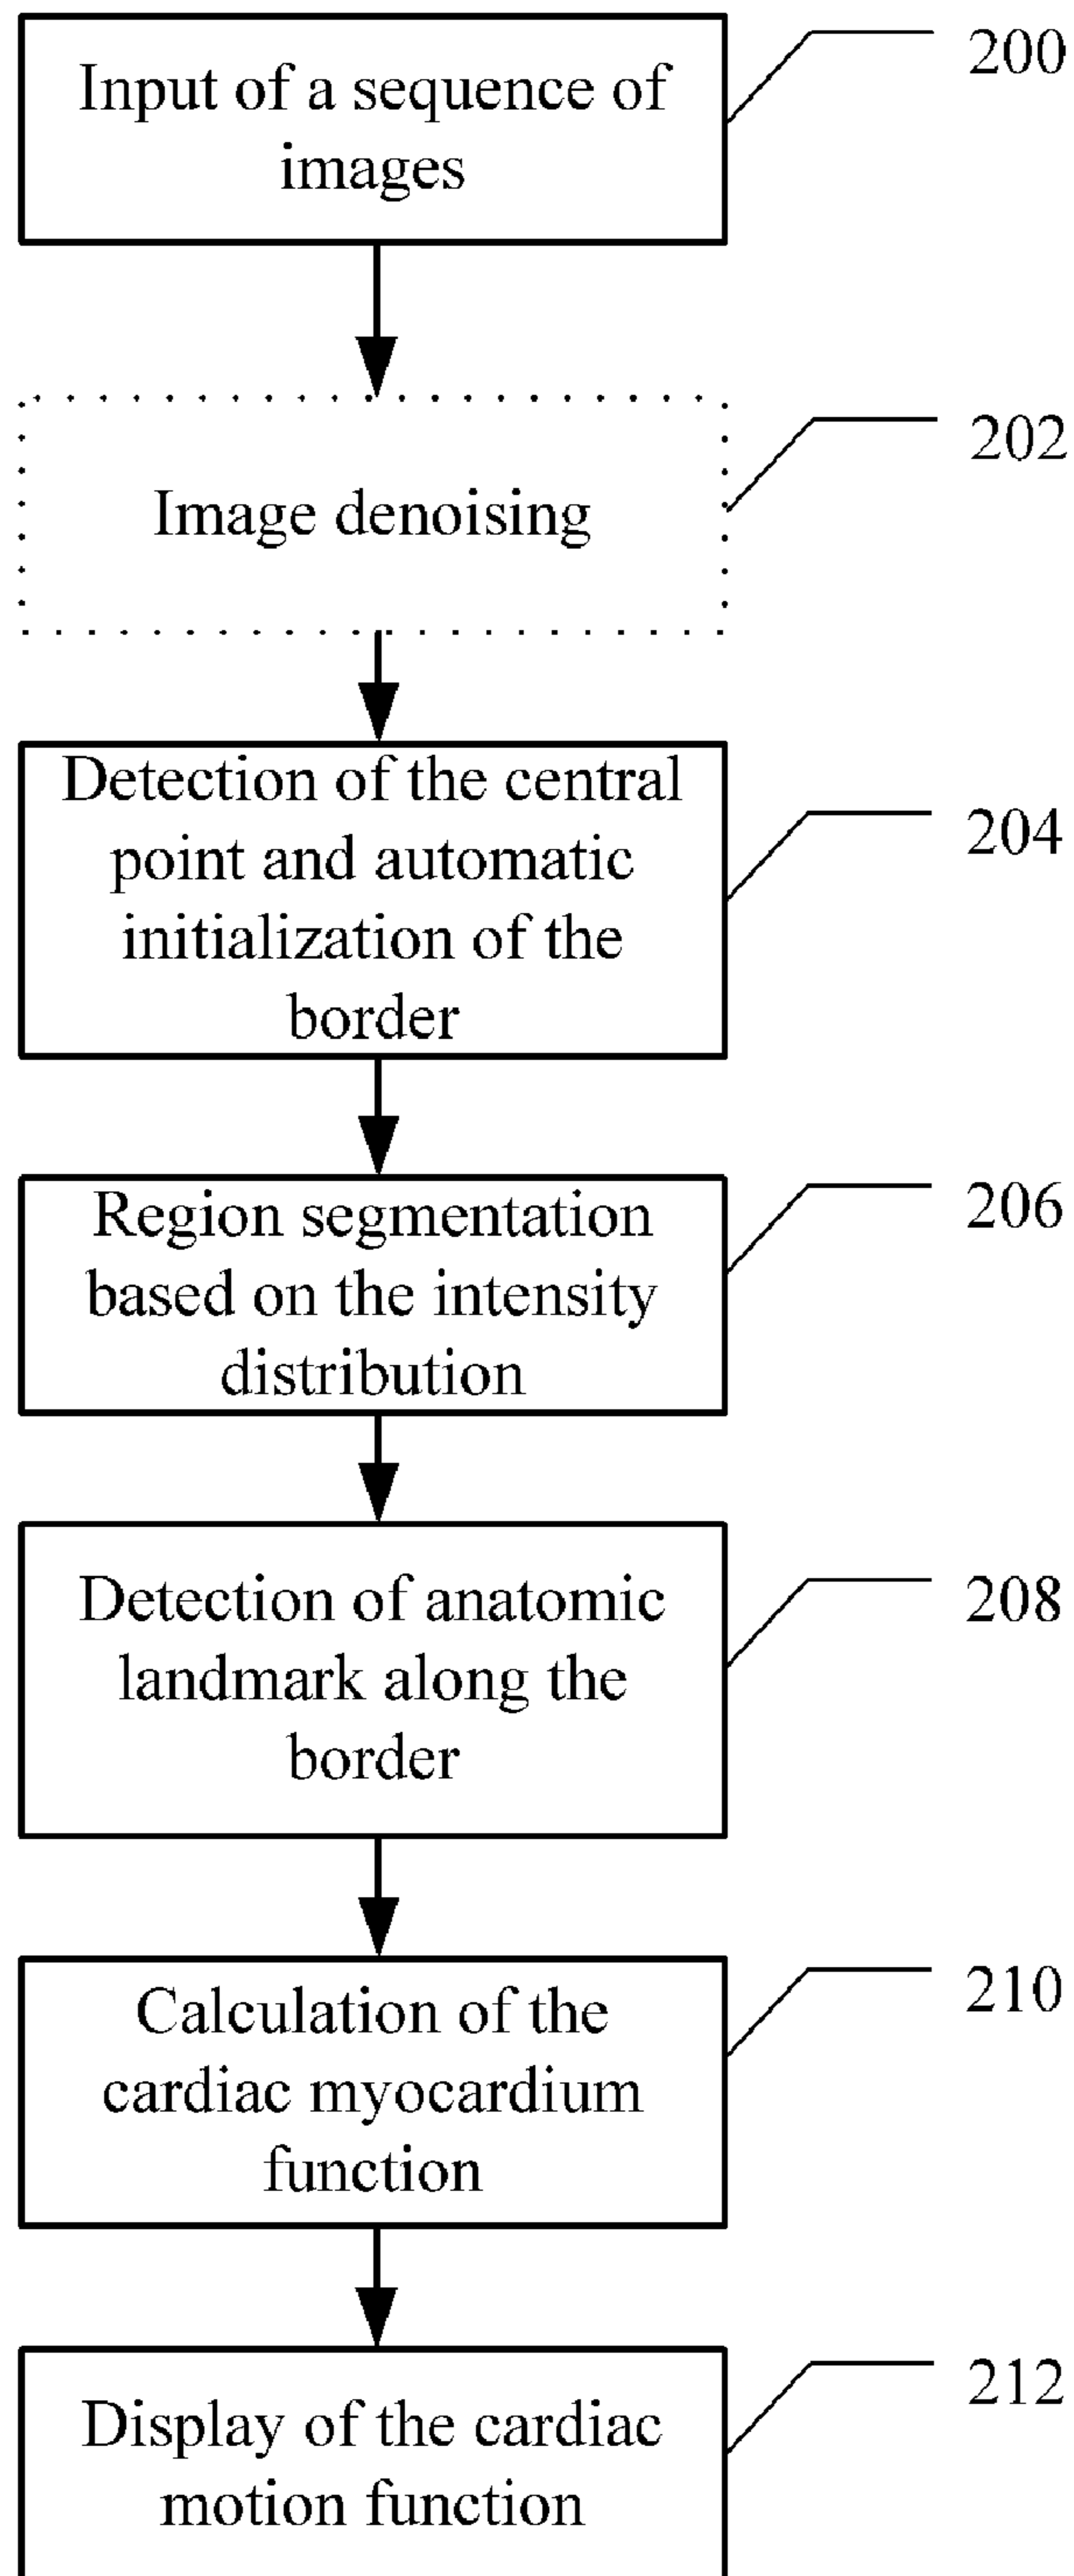 Input of a sequence of
images
200
Image denoising
202
Detection of the central
point and automatic
initialization of the
border
204
Region segmentation
based on the intensity
distribution
206
Detection of anatomic
landmark along the
border
208
Calculation of the
cardiac myocardium
function
210
Display of the cardiac
motion function
212